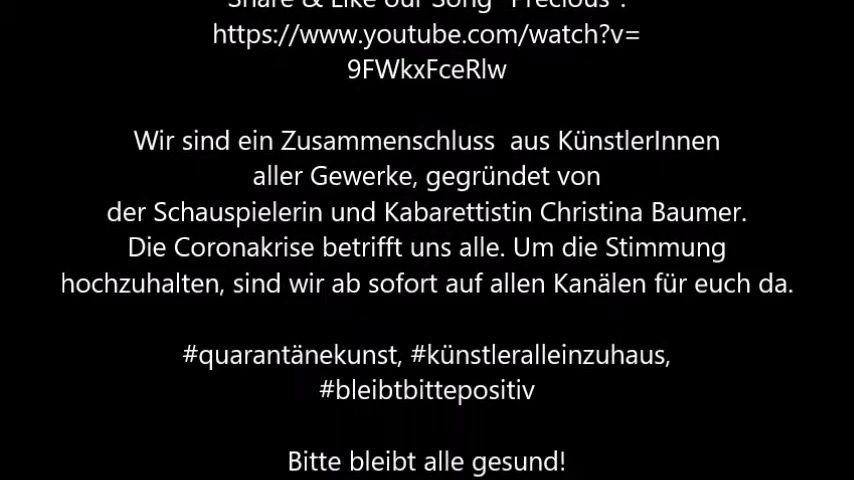 Share & Like our Song "Precious":
https://www.youtube.com/watch?v=
9FWkxFceRlw
Wir sind ein Zusammenschluss aus KünstlerInnen
aller Gewerke, gegründet von
der Schauspielerin und Kabarettistin Christina Baumer.
Die Coronakrise betrifft uns alle. Um die Stimmung
hochzuhalten, sind wir ab sofort auf allen Kanälen für euch da.
#quarantänekunst, #künstleralleinzuhaus,
#bleibtbittepositiv
Bitte bleibt alle gesund!